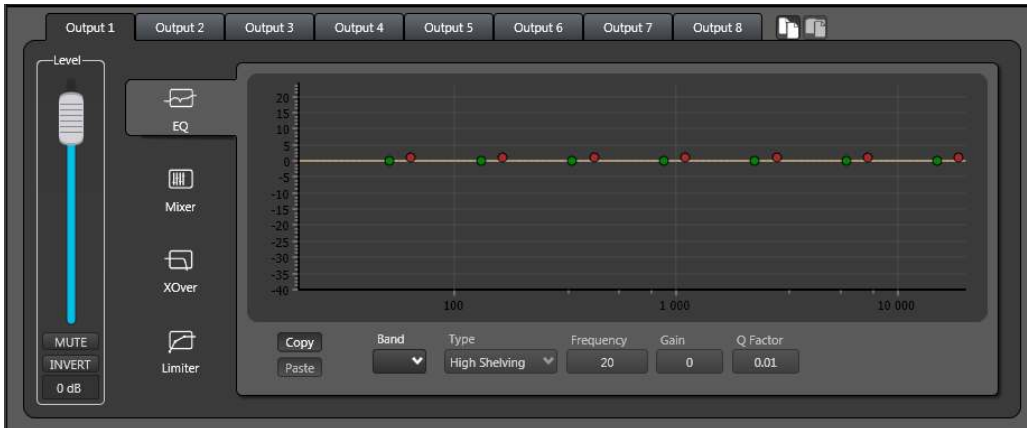 Output 1 Output 2 Output 3 Output 4 Output 5 Output 6 Output 7 Output 8
Level
EQ
Mixer
XOver
Limiter
MUTE
INVERT
0 dB
20
15
10
5
0
-5
-10
-15
-20
-25
-30
-35
-40
100 1 000 10 000
Copy
Paste
Band Type Frequency Gain Q Factor
High Shelving 20 0 0.01